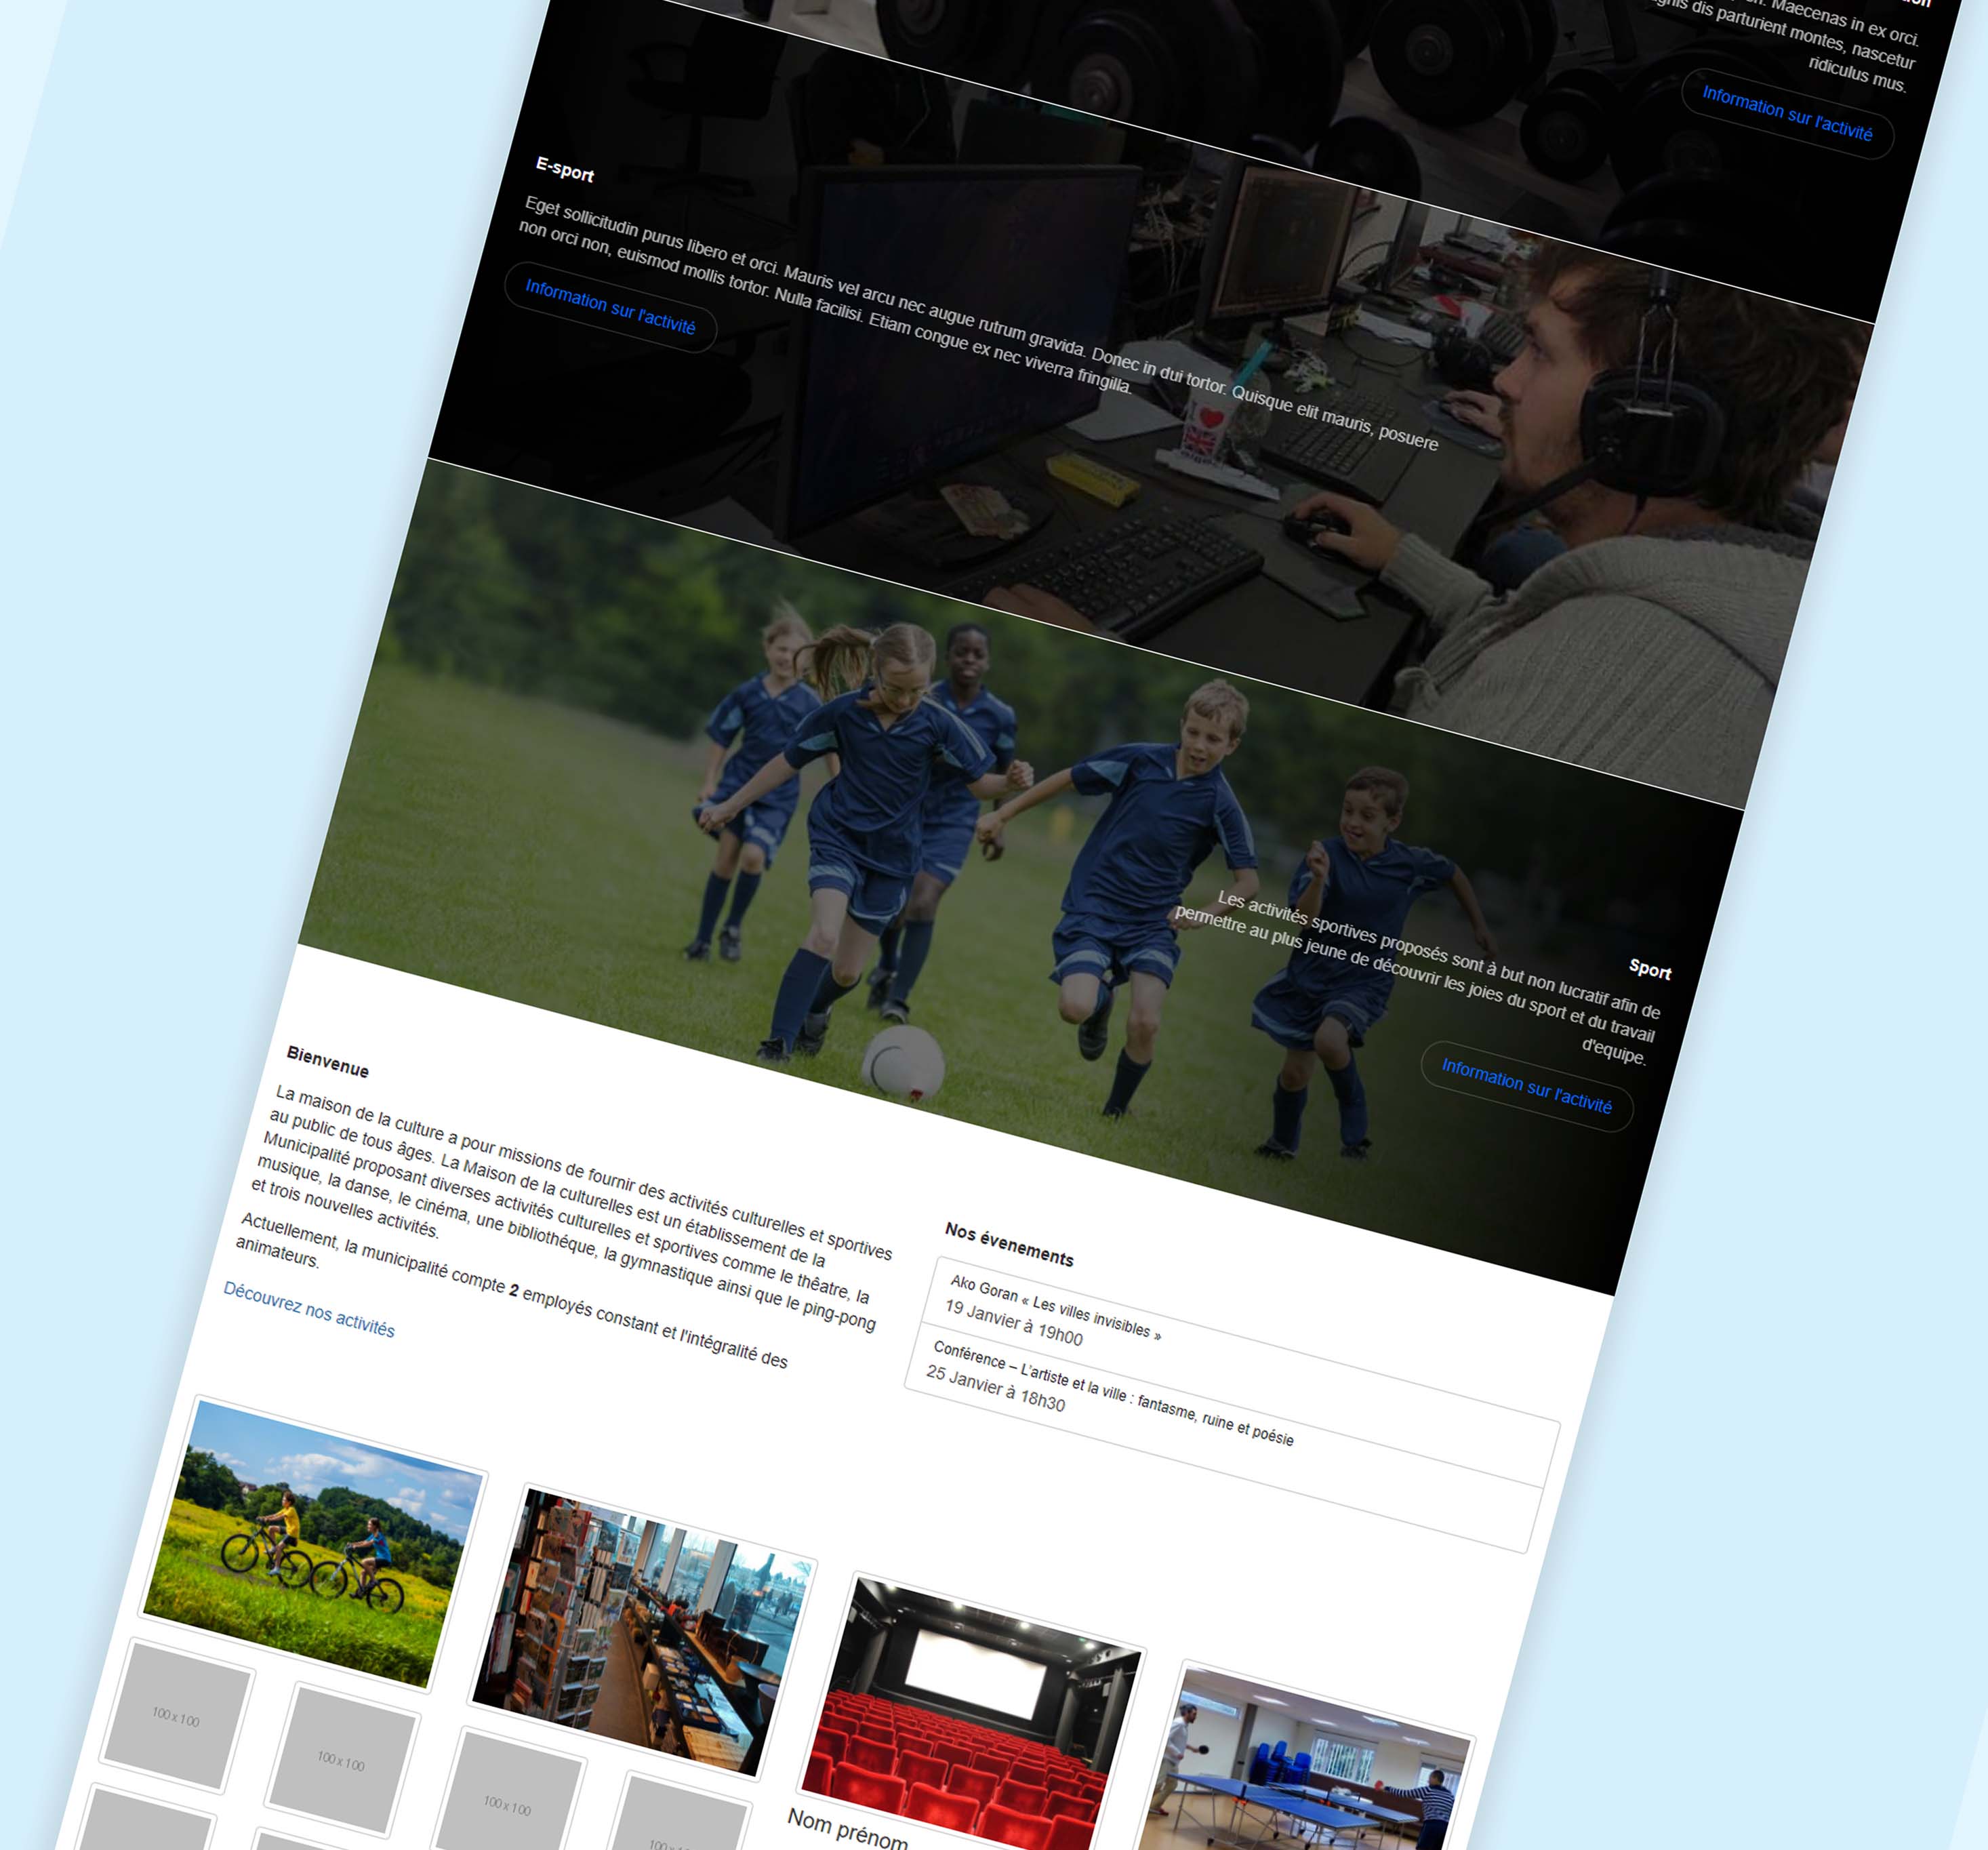 Maecenas in ex orci.
dis parturient montes, nascetur
ridiculus mus.
Information sur l'activité
E-sport
Eget sollicitudin purus libero et orci. Mauris vel arcu nec augue rutrum gravida. Donec in dui tortor. Quisque elit mauris, posuere
non orci non, euismod mollis tortor. Nulla facilisi. Etiam congue ex nec viverra fringilla.
Information sur l'activité
I ❤
Sport
Les activités sportives proposés sont à but non lucratif afin de
permettre au plus jeune de découvrir les joies du sport et du travail
d'equipe.
Information sur l'activité
Bienvenue
La maison de la culture a pour missions de fournir des activités culturelles et sportives
au public de tous âges. La Maison de la culturelles est un établissement de la
Municipalité proposant diverses activités culturelles et sportives comme le thêatre, la
musique, la danse, le cinéma, une bibliothéque, la gymnastique ainsi que le ping-pong
et trois nouvelles activités.
Actuellement, la municipalité compte 2 employés constant et l'intégralité des
animateurs.
Découvrez nos activités
Nos évenements
Ako Goran « Les villes invisibles »
19 Janvier à 19h00
Conférence – L'artiste et la ville : fantasme, ruine et poésie
25 Janvier à 18h30
100 x 100
100 x 100
100 x 100
100 x
Nom prénom